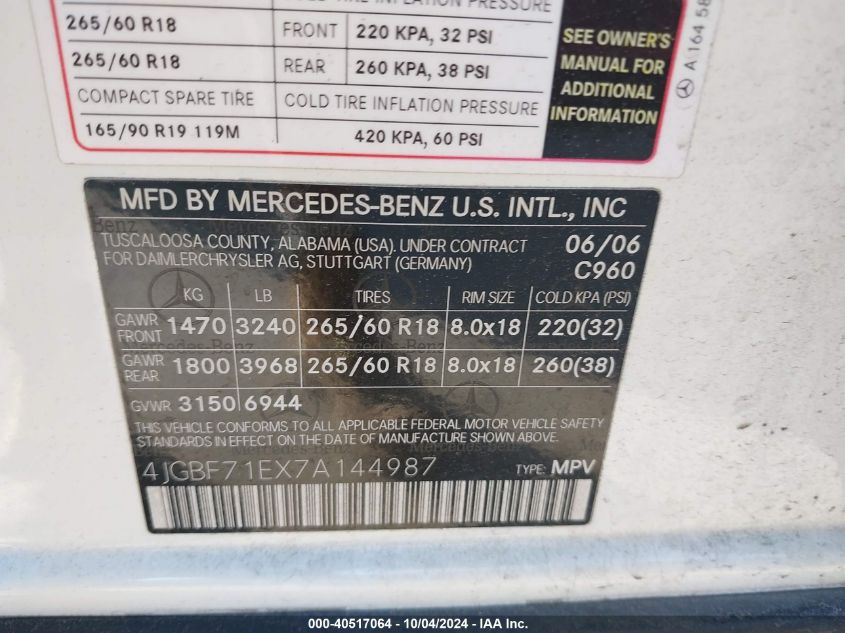 COLD TIRE INFLATION PRESSURE
265/60 R18 FRONT 220 KPA, 32 PSI
265/60 R18 REAR 260 KPA, 38 PSI
COMPACT SPARE TIRE COLD TIRE INFLATION PRESSURE
165/90 R19 119M 420 KPA, 60 PSI
SEE OWNER'S
MANUAL FOR
ADDITIONAL
INFORMATION
A 164 58
MFD BY MERCEDES-BENZ U.S. INTL., INC
TUSCALOOSA COUNTY, ALABAMA (USA). UNDER CONTRACT 06/06
FOR DAIMLERCHRYSLER AG, STUTTGART (GERMANY) C960
KG LB TIRES RIM SIZE COLD KPA (PSI)
GAWR FRONT 1470 3240 265/60 R18 8.0x18 220(32)
GAWR REAR 1800 3968 265/60 R18 8.0x18 260(38)
GVWR 3150 6944
THIS VEHICLE CONFORMS TO ALL APPLICABLE FEDERAL MOTOR VEHICLE SAFETY
STANDARDS IN EFFECT ON THE DATE OF MANUFACTURE SHOWN ABOVE.
4JGBF71EX7A144987 TYPE: MPV
000-40517064 - 10/04/2024 - IAA Inc.